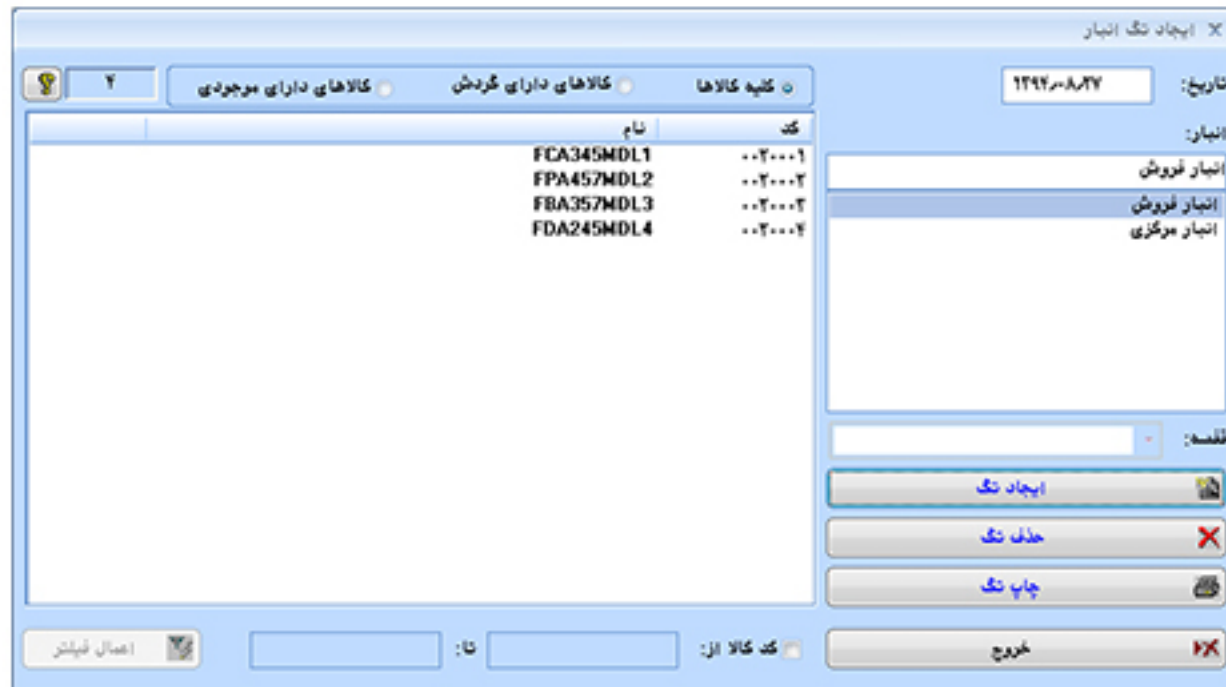 ایجاد تگ انبار
تاریخ: ۱۳۹۴/۰۸/۲۷
انبار:
انبار فروش
انبار فروش
انبار مرکزی
قفسه:
ایجاد تگ
حذف تگ
چاپ تگ
خروج
کلیه کالاها کالاهای دارای گردش کالاهای دارای موجودی ۴
کد نام
۰۰۲۰۰۰۱ FCA345MDL1
۰۰۲۰۰۰۲ FPA457MDL2
۰۰۲۰۰۰۳ FBA357MDL3
۰۰۲۰۰۰۴ FDA245MDL4
کد کالا از: تا: اعمال فیلتر